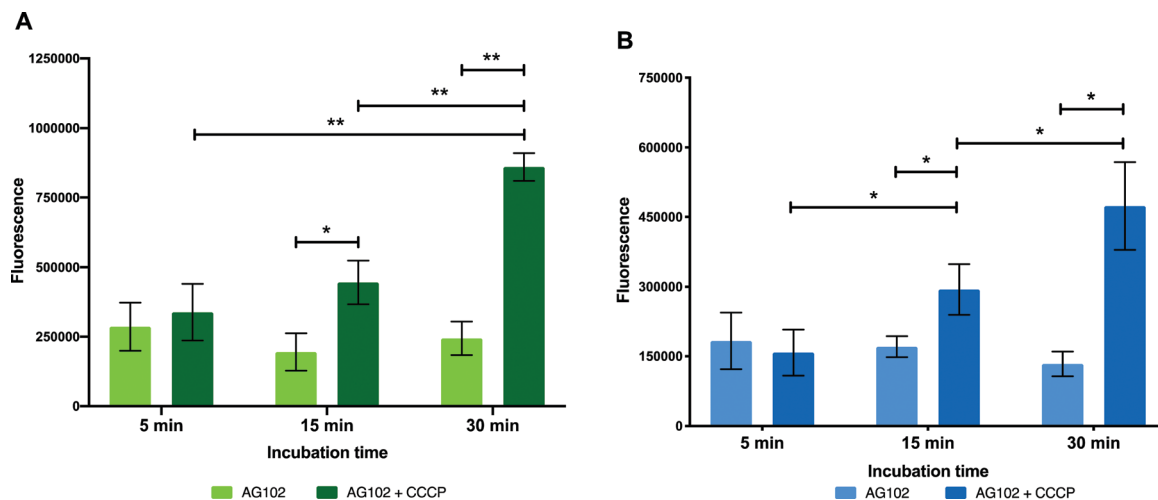 A
Fluorescence
1250000
1000000
750000
500000
250000
0
**
**
**
*
5 min
15 min
30 min
Incubation time
AG102
AG102 + CCCP
B
Fluorescence
750000
600000
450000
300000
150000
0
*
*
*
*
5 min
15 min
30 min
Incubation time
AG102
AG102 + CCCP